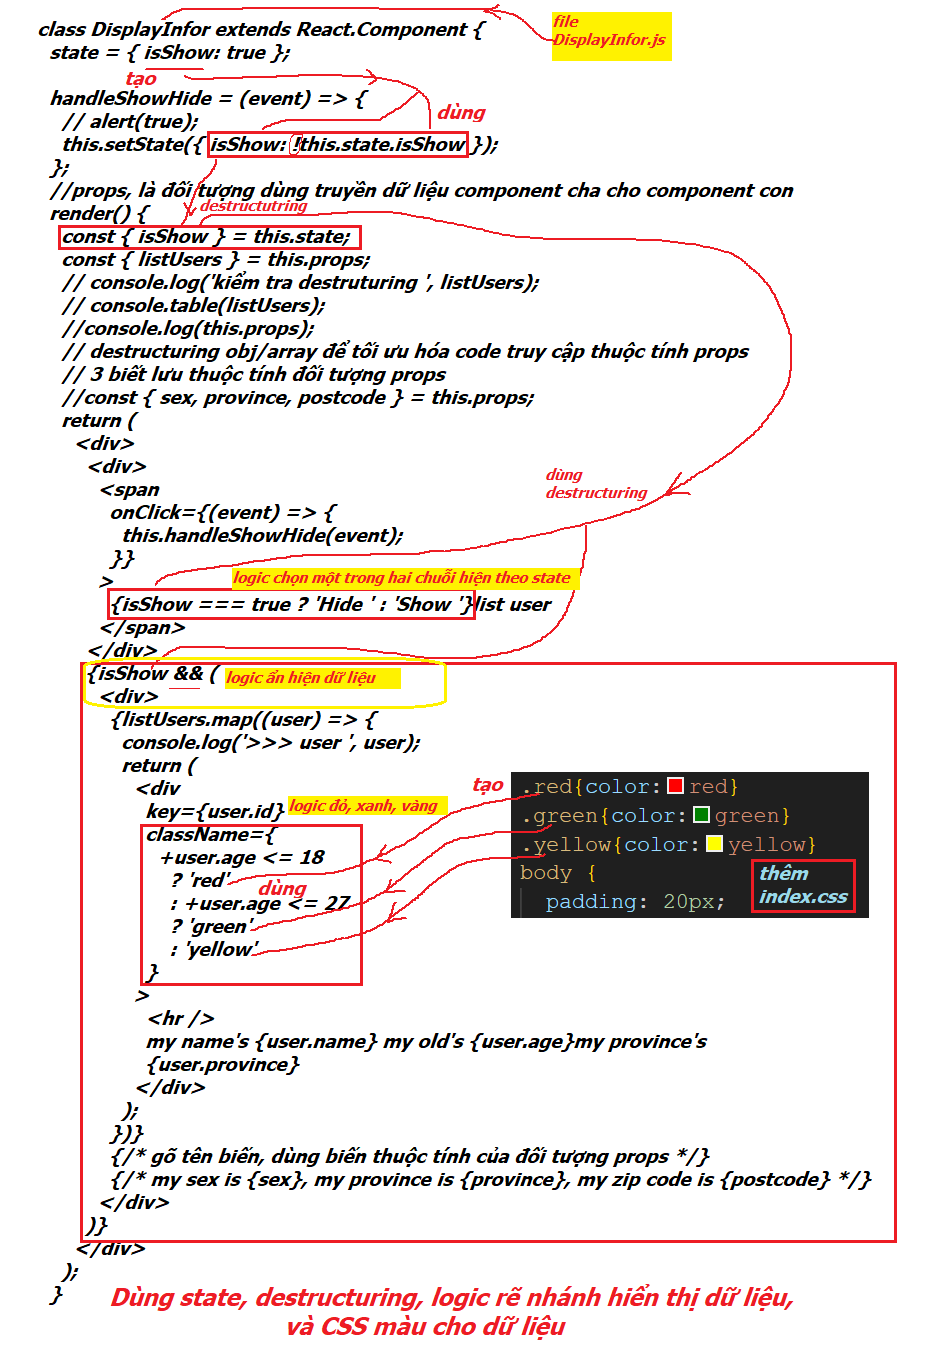 class DisplayInfor extends React.Component {
file
DisplayInfor.js
state = { isShow: true };
tạo
handleShowHide = (event) => {
// alert(true);
dùng
this.setState({ isShow: !this.state.isShow });
};
//props, là đối tượng dùng truyền dữ liệu component cha cho component con
destructutring
render() {
const { isShow } = this.state;
const { listUsers } = this.props;
// console.log('kiểm tra destruturing ', listUsers);
// console.table(listUsers);
//console.log(this.props);
// destructuring obj/array để tối ưu hóa code truy cập thuộc tính props
// 3 biết lưu thuộc tính đối tượng props
//const { sex, province, postcode } = this.props;
return (
<div>
<div>
dùng
destructuring
<span
onClick={(event) => {
this.handleShowHide(event);
}}
>
logic chọn một trong hai chuỗi hiện theo state
{isShow === true ? 'Hide ' : 'Show '}list user
</span>
</div>
{isShow && (
logic ẩn hiện dữ liệu
<div>
{listUsers.map((user) => {
console.log('>>> user ', user);
return (
<div
key={user.id}
logic đỏ, xanh, vàng
className={
+user.age <= 18
? 'red'
dùng
: +user.age <= 27
? 'green'
: 'yellow'
}
>
tạo
.red{color: red}
.green{color: green}
.yellow{color: yellow}
body {
padding: 20px;
thêm
index.css
<hr />
my name's {user.name} my old's {user.age}my province's
{user.province}
</div>
);
})}
{/* gõ tên biến, dùng biến thuộc tính của đối tượng props */}
{/* my sex is {sex}, my province is {province}, my zip code is {postcode} */}
</div>
)}
</div>
);
}
Dùng state, destructuring, logic rẽ nhánh hiển thị dữ liệu,
và CSS màu cho dữ liệu